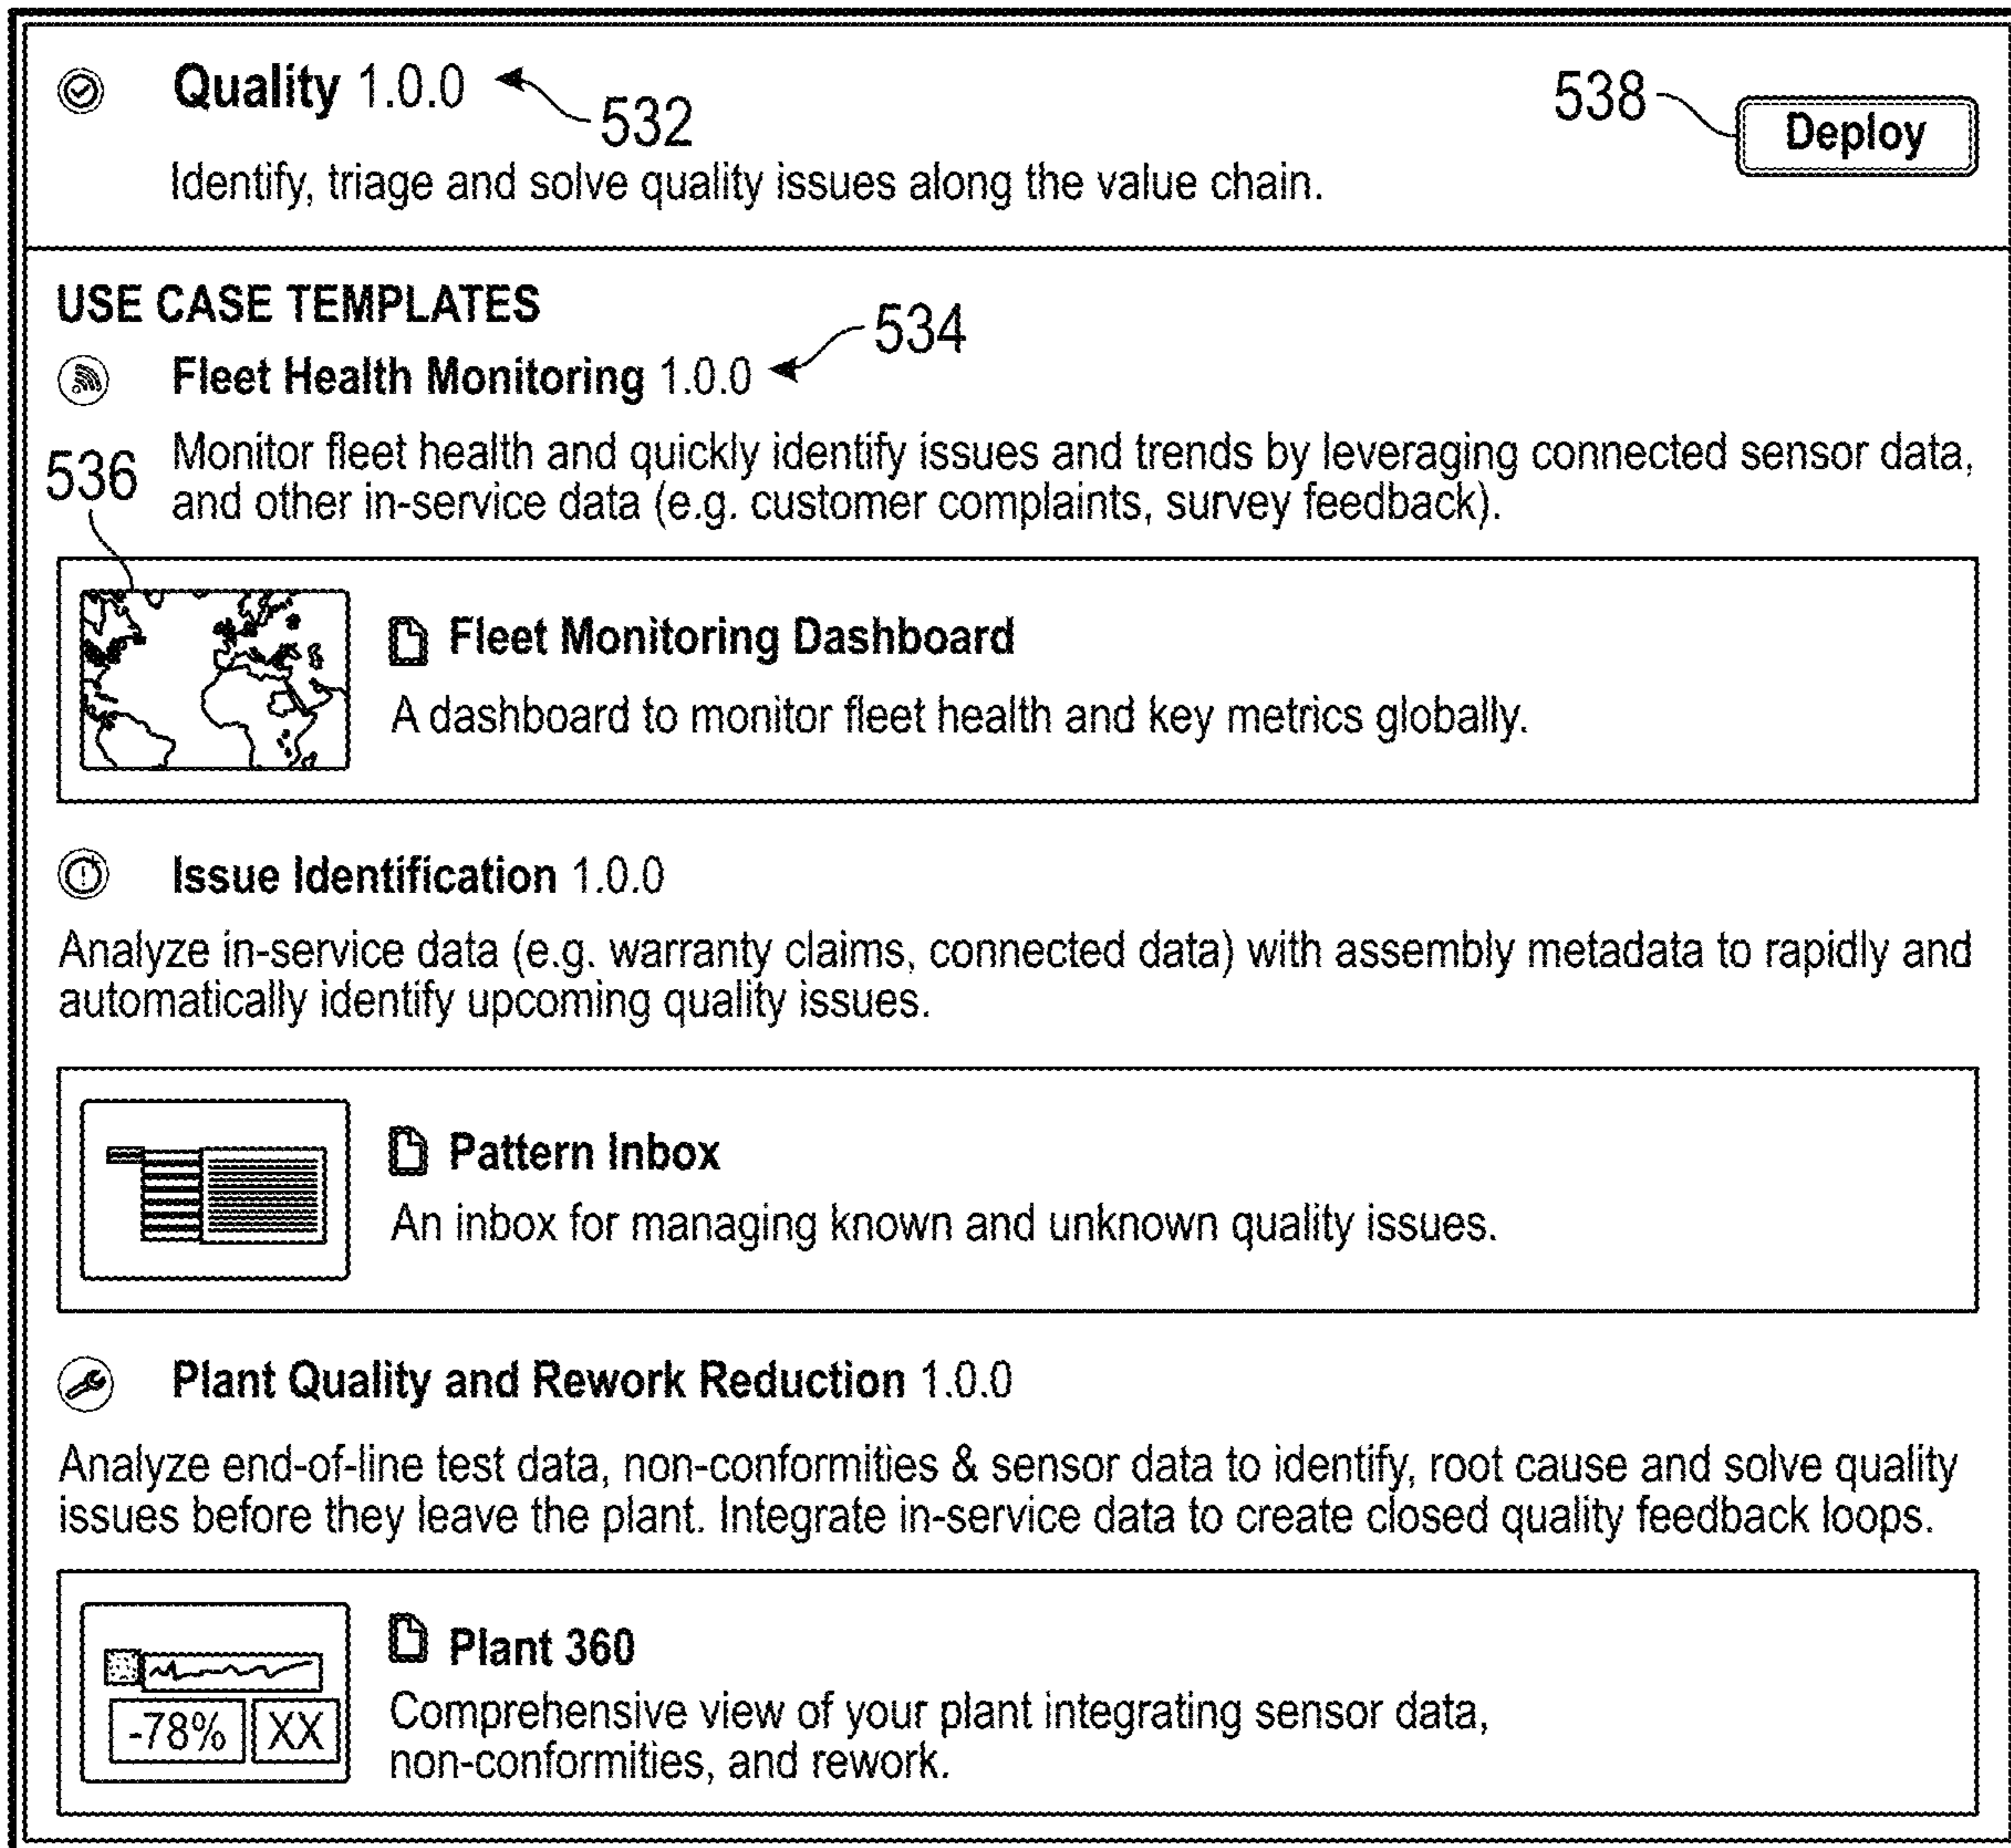 Quality 1.0.0
532
538
Deploy
Identify, triage and solve quality issues along the value chain.
USE CASE TEMPLATES
534
Fleet Health Monitoring 1.0.0
536
Monitor fleet health and quickly identify issues and trends by leveraging connected sensor data,
and other in-service data (e.g. customer complaints, survey feedback).
Fleet Monitoring Dashboard
A dashboard to monitor fleet health and key metrics globally.
Issue Identification 1.0.0
Analyze in-service data (e.g. warranty claims, connected data) with assembly metadata to rapidly and
automatically identify upcoming quality issues.
Pattern Inbox
An inbox for managing known and unknown quality issues.
Plant Quality and Rework Reduction 1.0.0
Analyze end-of-line test data, non-conformities & sensor data to identify, root cause and solve quality
issues before they leave the plant. Integrate in-service data to create closed quality feedback loops.
-78%
XX
Plant 360
Comprehensive view of your plant integrating sensor data,
non-conformities, and rework.